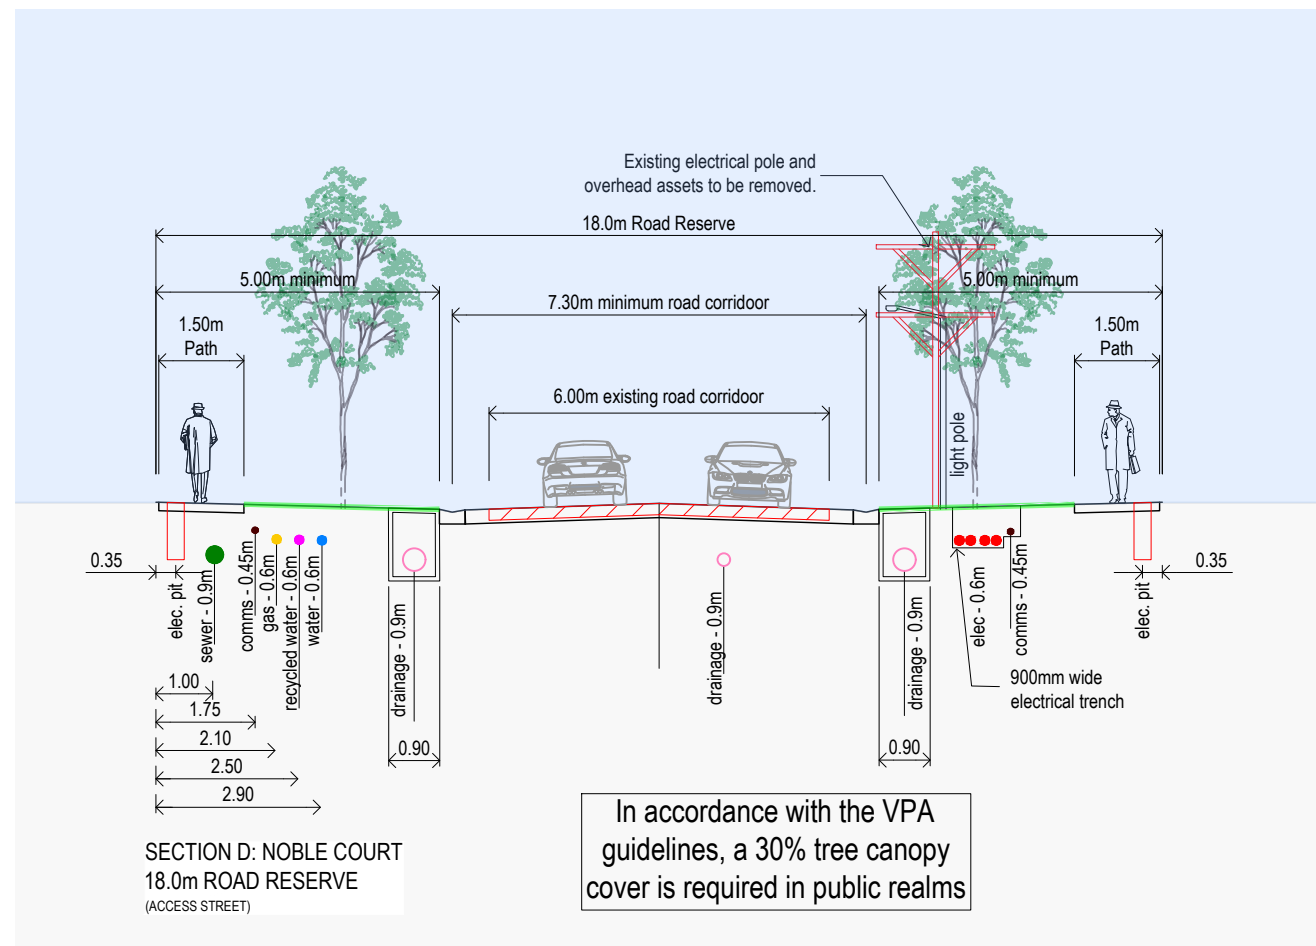 Existing electrical pole and
overhead assets to be removed.
18.0m Road Reserve
5.00m minimum
5.00m minimum
7.30m minimum road corridoor
1.50m
Path
1.50m
Path
6.00m existing road corridoor
light pole
0.35
elec. pit
sewer - 0.9m
comms - 0.45m
gas - 0.6m
recycled water - 0.6m
water - 0.6m
drainage - 0.9m
drainage - 0.9m
drainage - 0.9m
elec - 0.6m
comms - 0.45m
elec. pit
0.35
900mm wide
electrical trench
1.00
1.75
2.10
2.50
2.90
0.90
0.90
SECTION D: NOBLE COURT
18.0m ROAD RESERVE
(ACCESS STREET)
In accordance with the VPA
guidelines, a 30% tree canopy
cover is required in public realms